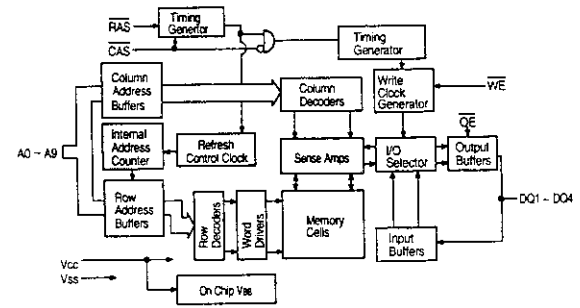 RAS
Timing
Genertor
CAS
Timing
Generator
Column
Address
Buffers
Column
Decoders
Write
Clock
Generator
WE
OE
Internal
Address
Counter
Refresh
Control Clock
A0 ~ A9
Sense Amps
I/O
Selector
Output
Buffers
Row
Address
Buffers
Row
Decoders
Word
Drivers
Memory
Cells
DQ1 ~ DQ4
Input
Buffers
Vcc
Vss
On Chip VBB